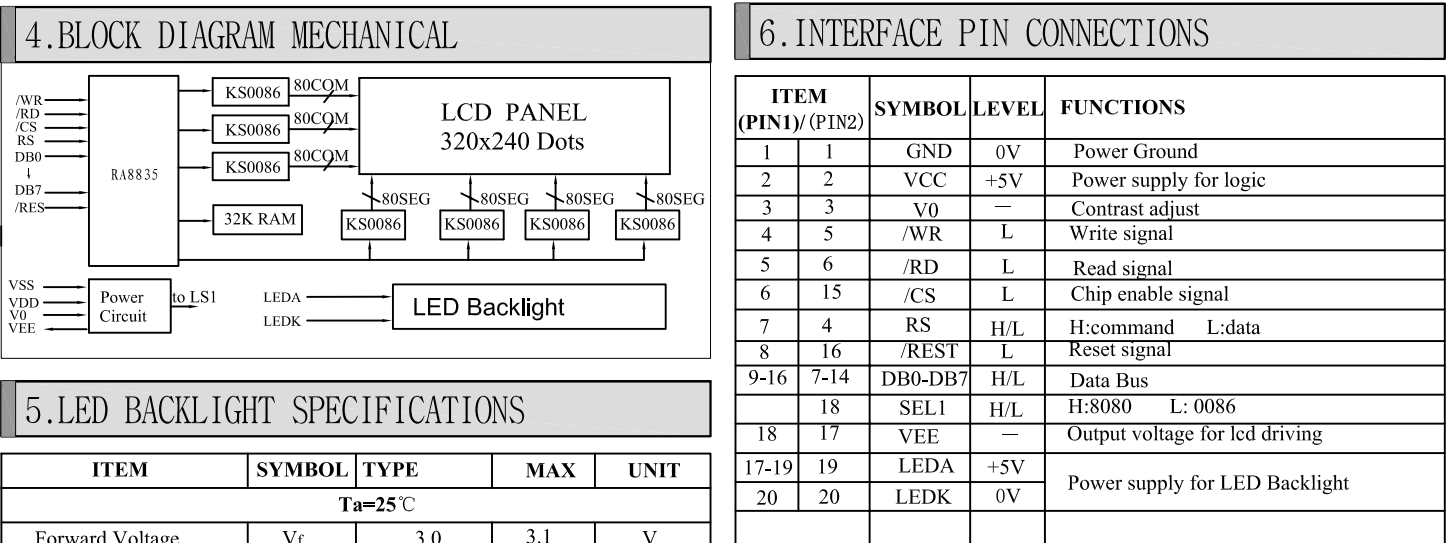 4.BLOCK DIAGRAM MECHANICAL
/WR
/RD
/CS
RS
DB0
↓
DB7
/RES
RA8835
KS0086 80COM
KS0086 80COM
KS0086 80COM
32K RAM
LCD PANEL
320x240 Dots
80SEG 80SEG 80SEG 80SEG
KS0086 KS0086 KS0086 KS0086
VSS
VDD
V0
VEE
Power
Circuit
to LS1
LEDA
LEDK
LED Backlight
5.LED BACKLIGHT SPECIFICATIONS
ITEM SYMBOL TYPE MAX UNIT
Ta=25℃
Forward Voltage Vf 3.0 3.1 V
6.INTERFACE PIN CONNECTIONS
ITEM
(PIN1)/(PIN2) SYMBOL LEVEL FUNCTIONS
1 1 GND 0V Power Ground
2 2 VCC +5V Power supply for logic
3 3 V0 — Contrast adjust
4 5 /WR L Write signal
5 6 /RD L Read signal
6 15 /CS L Chip enable signal
7 4 RS H/L H:command L:data
8 16 /REST L Reset signal
9-16 7-14 DB0-DB7 H/L Data Bus
18 SEL1 H/L H:8080 L: 0086
18 17 VEE — Output voltage for lcd driving
17-19 19 LEDA +5V Power supply for LED Backlight
20 20 LEDK 0V